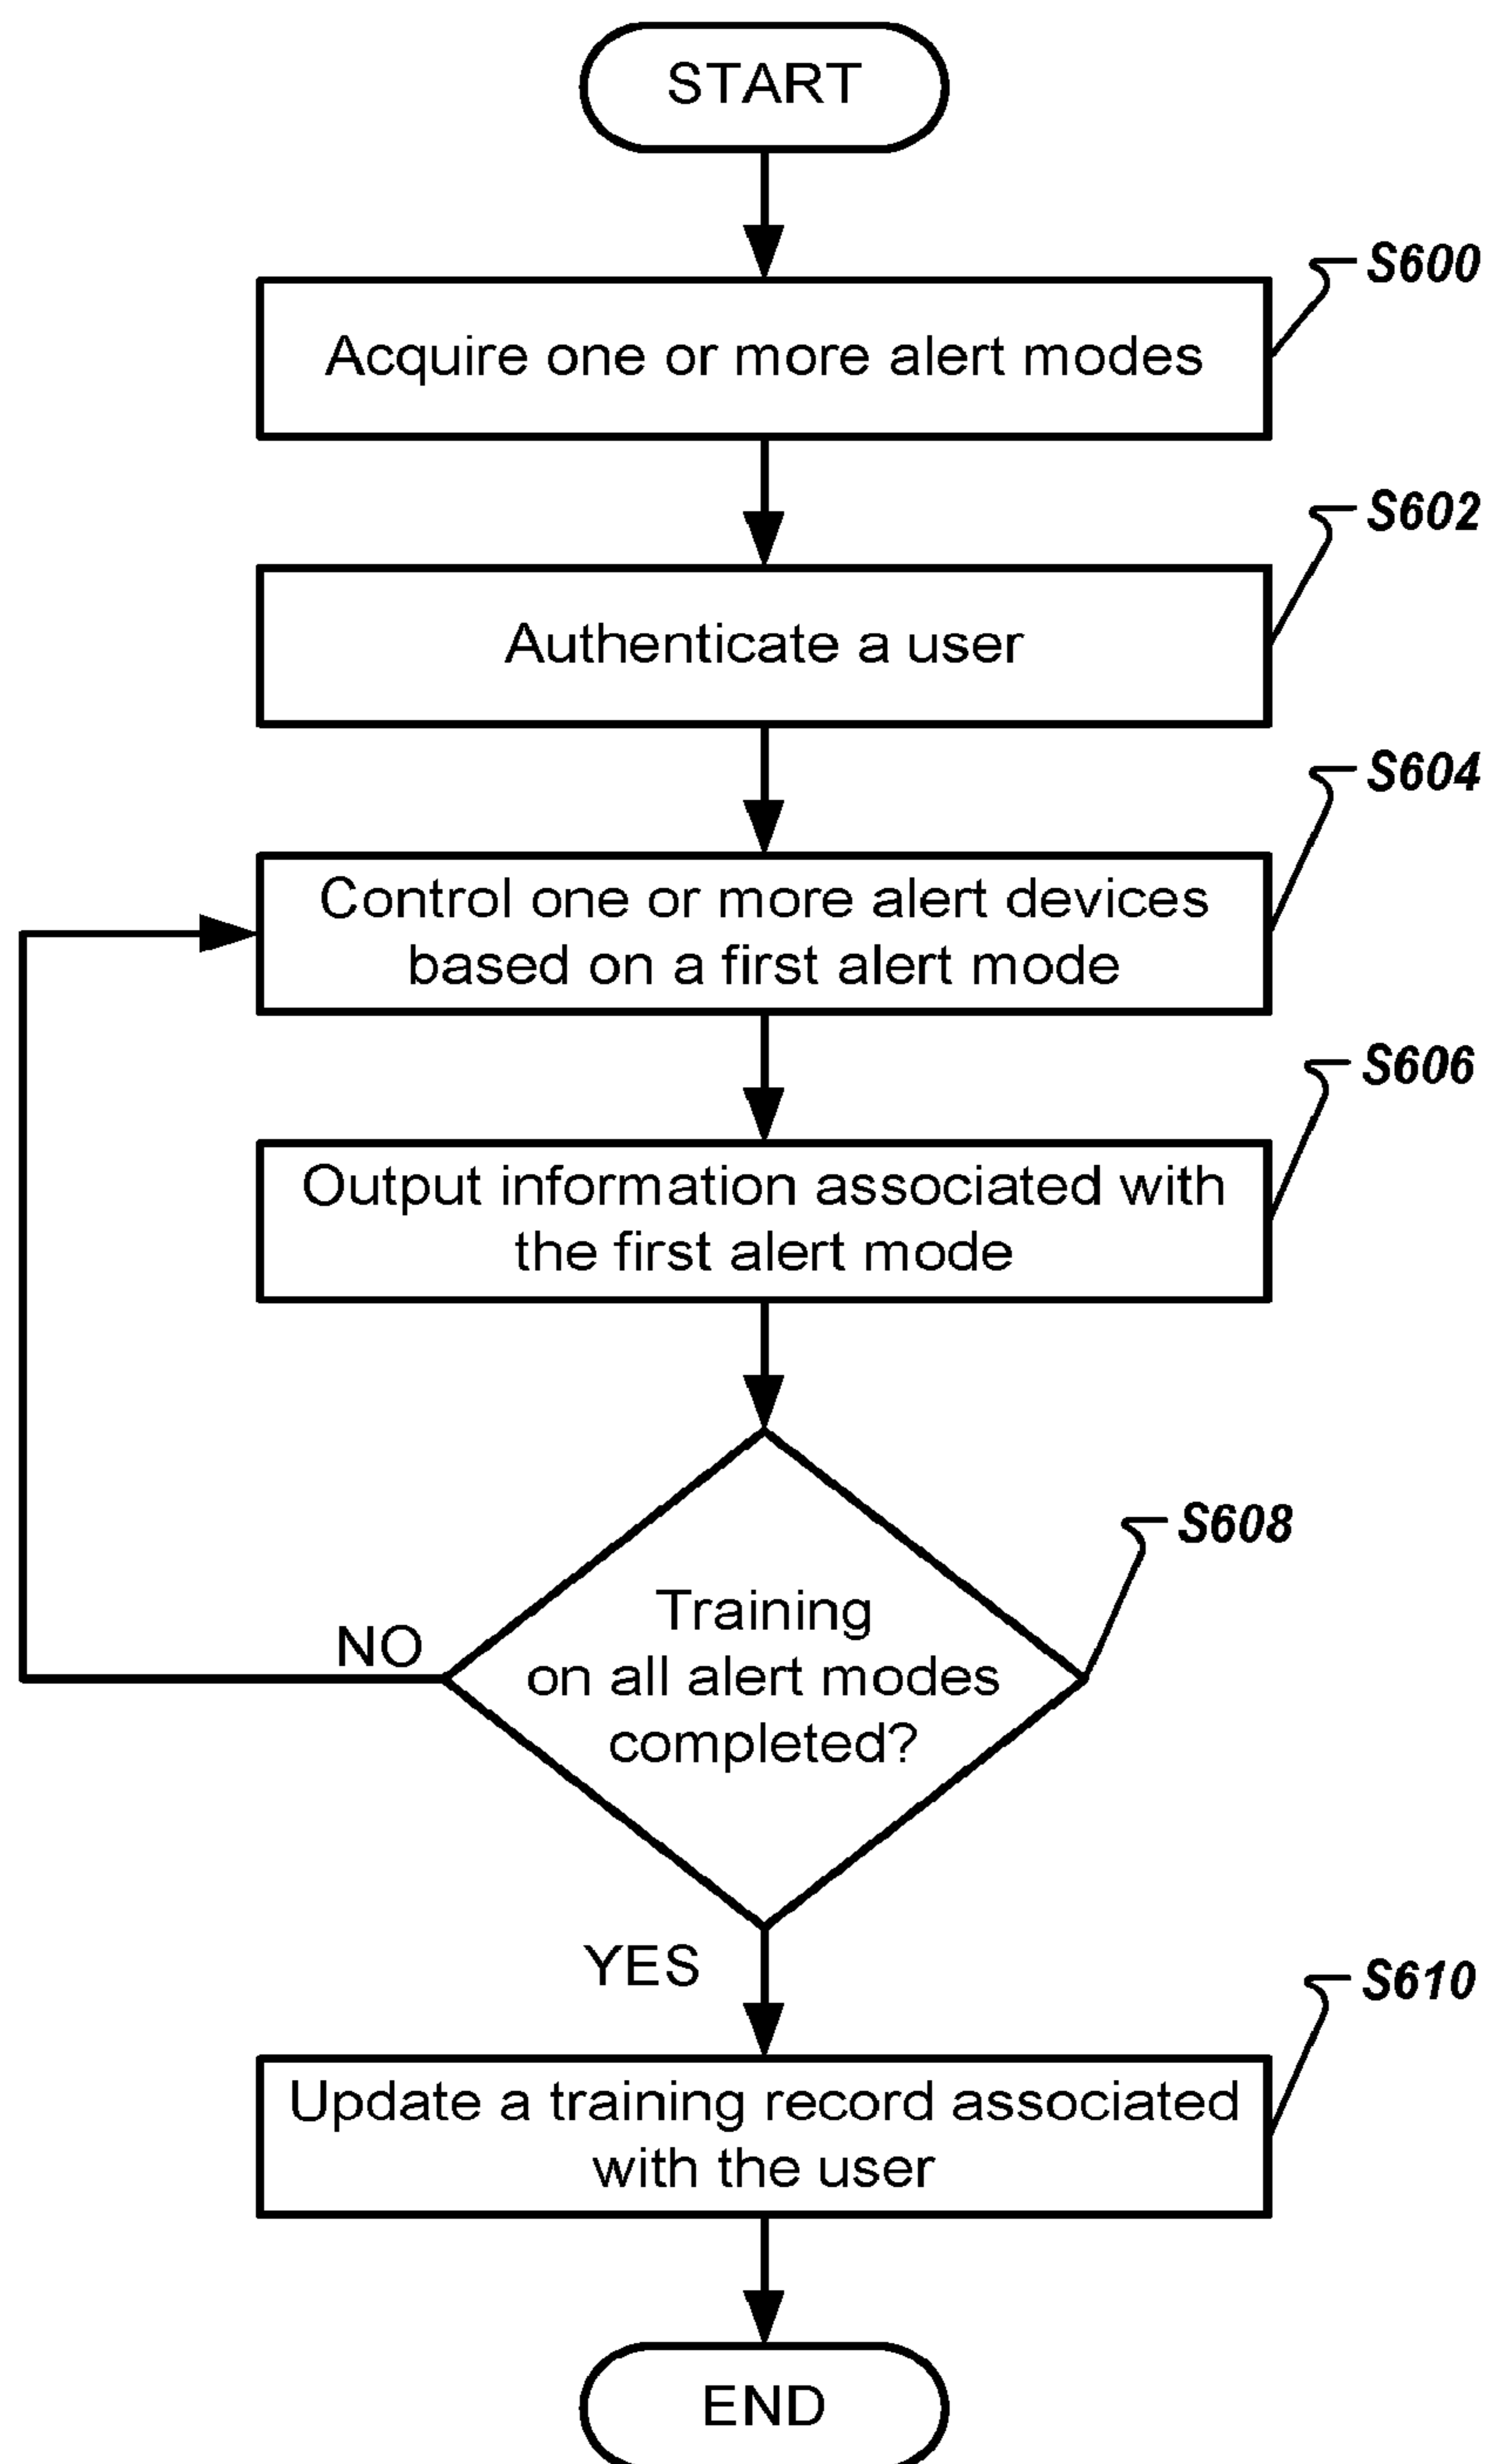 START
S600
Acquire one or more alert modes
S602
Authenticate a user
S604
Control one or more alert devices
based on a first alert mode
S606
Output information associated with
the first alert mode
S608
Training
on all alert modes
completed?
NO
YES
S610
Update a training record associated
with the user
END